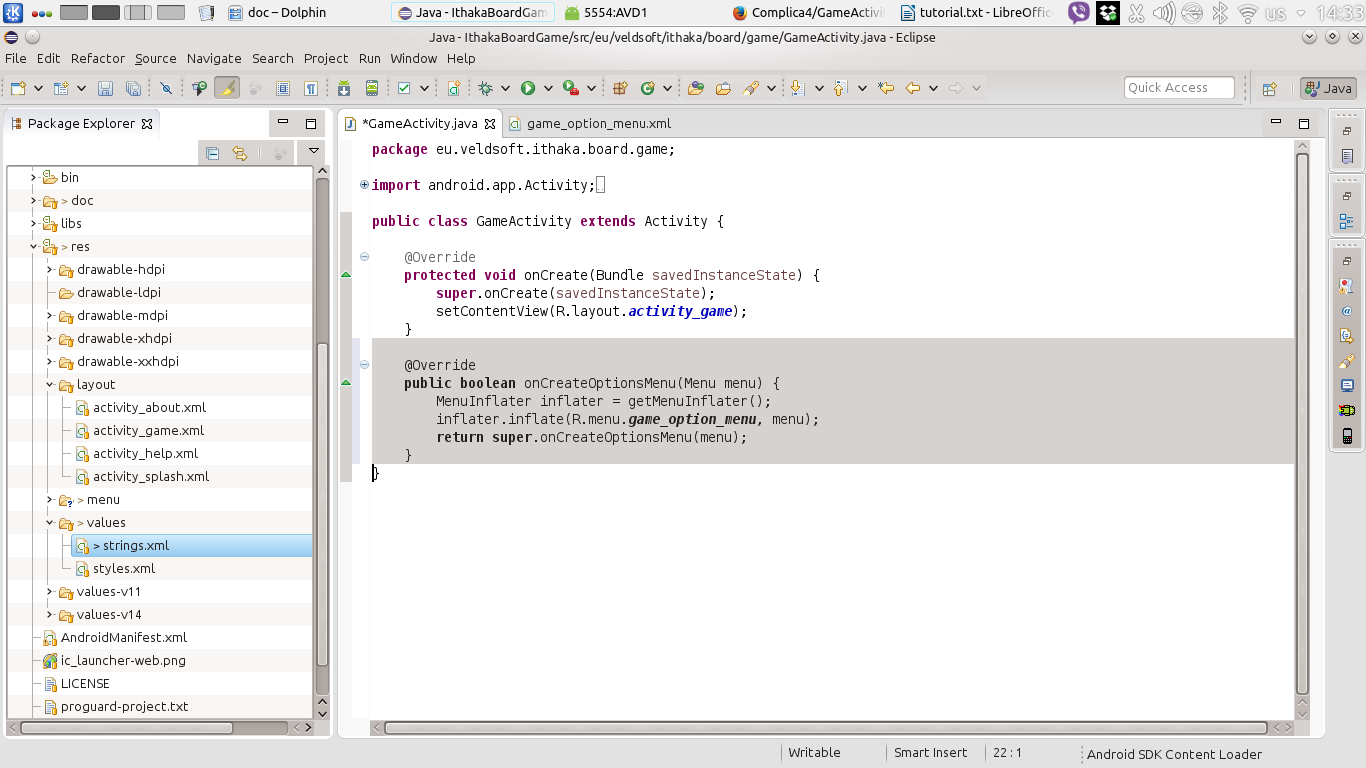 doc – Dolphin
Java - IthakaBoardGam
5554:AVD1
Complica4/GameActivi
tutorial.txt - LibreOffic
us
14:33
Java - IthakaBoardGame/src/eu/veldsoft/ithaka/board/game/GameActivity.java - Eclipse
File Edit Refactor Source Navigate Search Project Run Window Help
Quick Access
Java
Package Explorer
bin
> doc
libs
> res
drawable-hdpi
drawable-ldpi
drawable-mdpi
drawable-xhdpi
drawable-xxhdpi
layout
activity_about.xml
activity_game.xml
activity_help.xml
activity_splash.xml
> menu
> values
> strings.xml
styles.xml
values-v11
values-v14
AndroidManifest.xml
ic_launcher-web.png
LICENSE
proguard-project.txt
*GameActivity.java
game_option_menu.xml
package eu.veldsoft.ithaka.board.game;
import android.app.Activity;
public class GameActivity extends Activity {
@Override
protected void onCreate(Bundle savedInstanceState) {
super.onCreate(savedInstanceState);
setContentView(R.layout.activity_game);
}
@Override
public boolean onCreateOptionsMenu(Menu menu) {
MenuInflater inflater = getMenuInflater();
inflater.inflate(R.menu.game_option_menu, menu);
return super.onCreateOptionsMenu(menu);
}
}
Writable
Smart Insert
22 : 1
Android SDK Content Loader